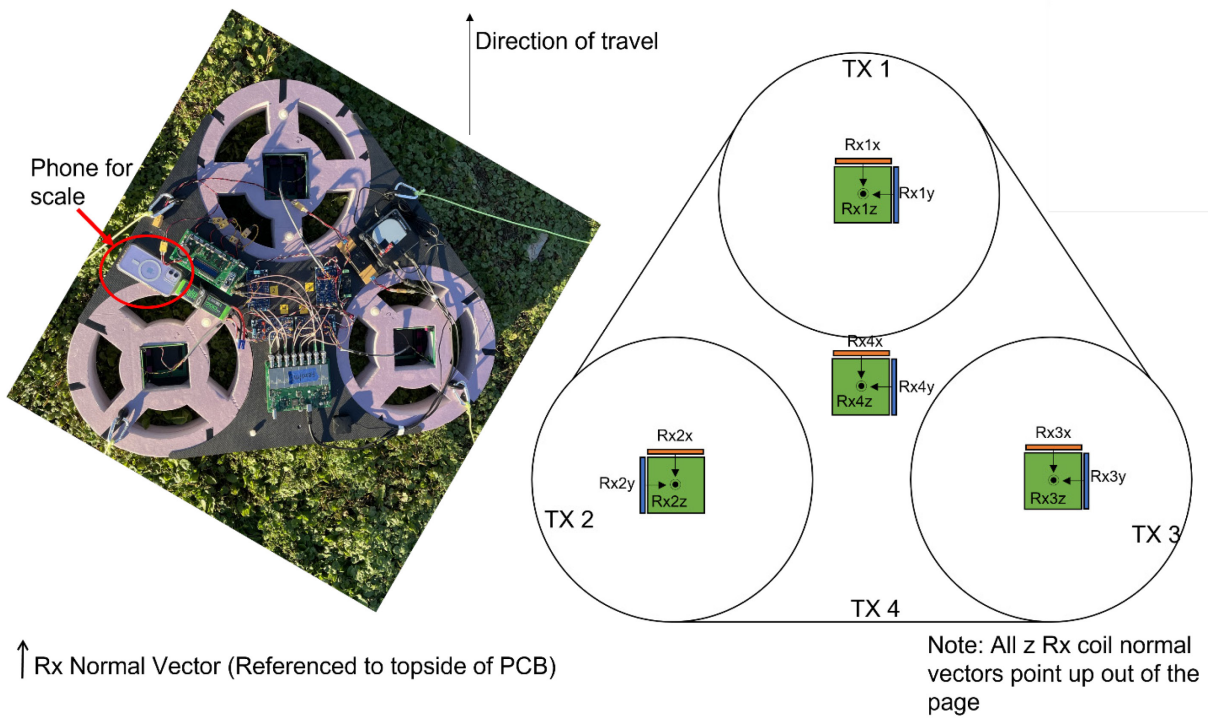 Direction of travel
Phone for
scale
TX 1
Rx1x
Rx1y
Rx1z
Rx4x
Rx4y
Rx4z
Rx2x
Rx2y
Rx2z
TX 2
Rx3x
Rx3y
Rx3z
TX 3
TX 4
Rx Normal Vector (Referenced to topside of PCB)
Note: All z Rx coil normal
vectors point up out of the
page